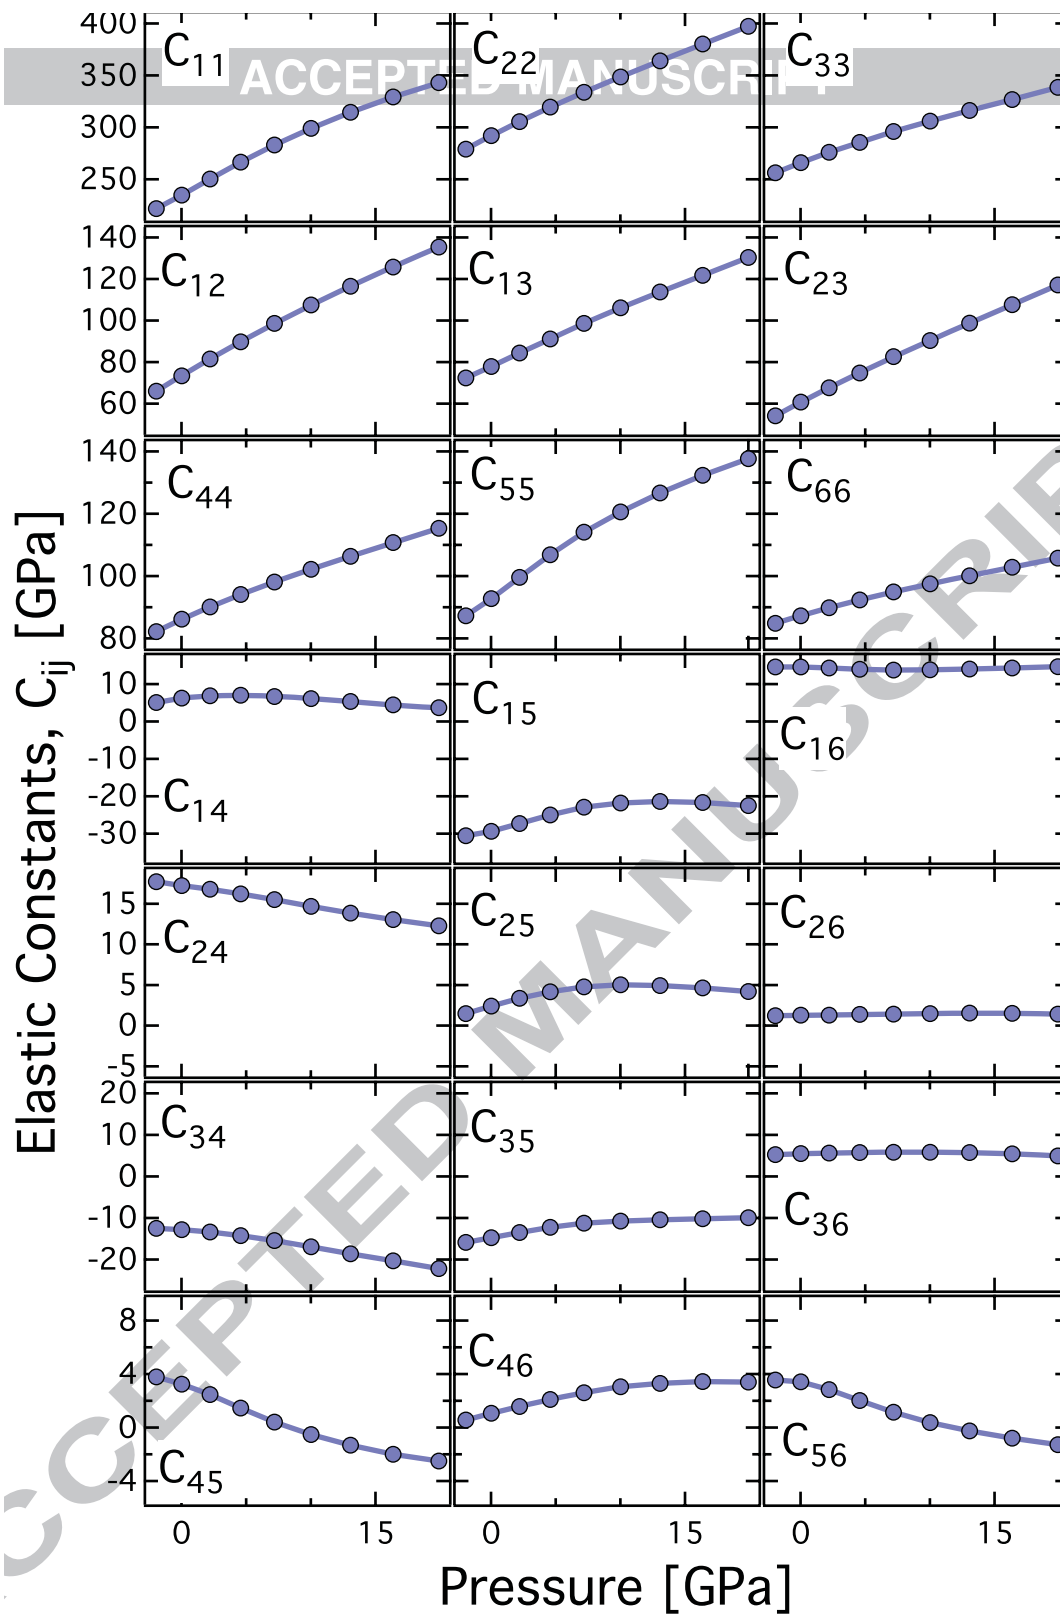 400
350
300
250
C11
C22
C33
ACCEPTED MANUSCRIPT
140
120
100
80
60
C12
C13
C23
140
120
100
80
C44
C55
C66
10
0
-10
-20
-30
C14
C15
C16
15
10
5
0
-5
C24
C25
C26
20
10
0
-10
-20
C34
C35
C36
8
4
0
-4
C45
C46
C56
0 15 0 15 0 15
Pressure [GPa]
Elastic Constants, Cij [GPa]